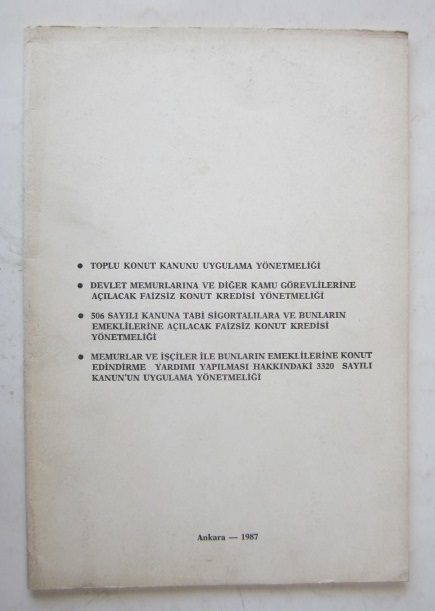 ● TOPLU KONUT KANUNU UYGULAMA YÖNETMELİĞİ
● DEVLET MEMURLARINA VE DİĞER KAMU GÖREVLİLERİNE
AÇILACAK FAİZSİZ KONUT KREDİSİ YÖNETMELİĞİ
● 506 SAYILI KANUNA TABİ SİGORTALILARA VE BUNLARIN
EMEKLİLERİNE AÇILACAK FAİZSİZ KONUT KREDİSİ
YÖNETMELİĞİ
● MEMURLAR VE İŞÇİLER İLE BUNLARIN EMEKLİLERİNE KONUT
EDİNDİRME YARDIMI YAPILMASI HAKKINDAKİ 3320 SAYILI
KANUN'UN UYGULAMA YÖNETMELİĞİ
Ankara — 1987